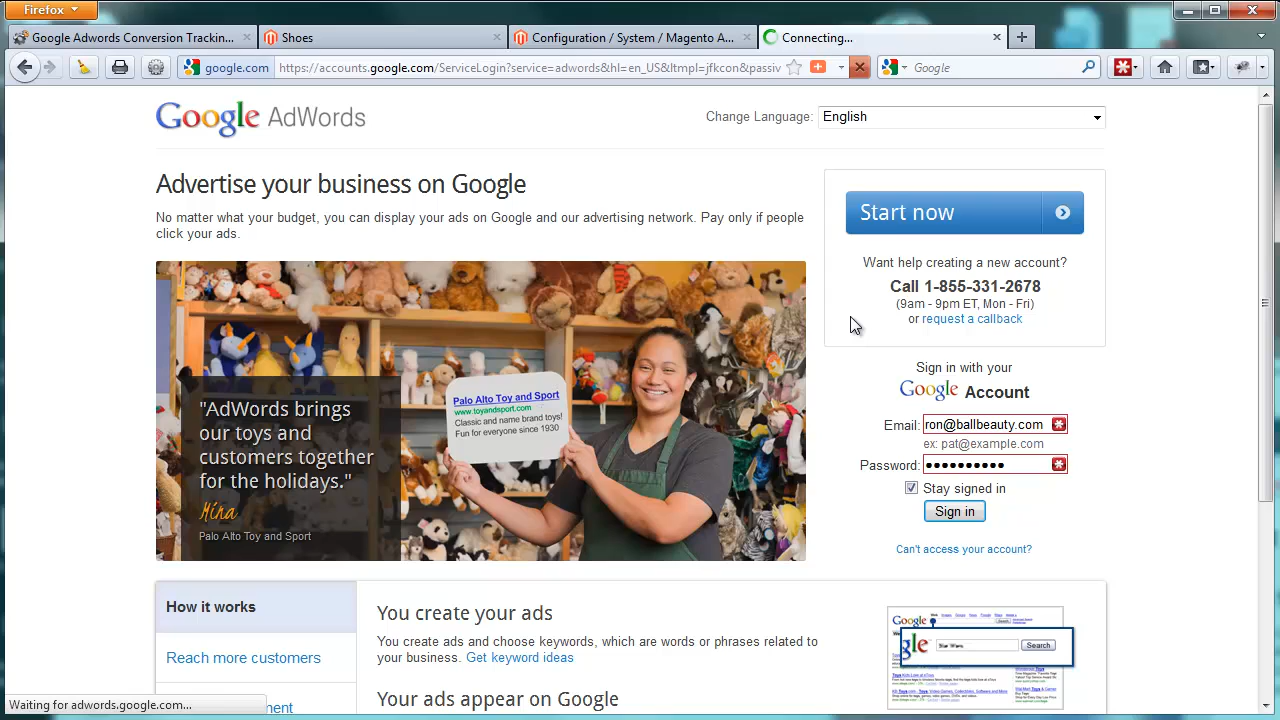 Firefox
Google Adwords Conversion Trackin...
Shoes
Configuration / System / Magento A...
Connecting...
google.com
https://accounts.google.com/ServiceLogin?service=adwords&hl=en_US&ltmpl=jfkcon&passiv
Google
Google AdWords
Change Language: English
Advertise your business on Google
No matter what your budget, you can display your ads on Google and our advertising network. Pay only if people
click your ads.
Start now
Want help creating a new account?
Call 1-855-331-2678
(9am - 9pm ET, Mon - Fri)
or request a callback
"AdWords brings
our toys and
customers together
for the holidays."
Mina
Palo Alto Toy and Sport
Palo Alto Toy and Sport
www.toyandsport.com
Classic and name brand toys!
Fun for everyone since 1930
Sign in with your
Google Account
Email: ron@ballbeauty.com
ex: pat@example.com
Password: ●●●●●●●●●●
Stay signed in
Sign in
Can't access your account?
How it works
Reach more customers
You create your ads
You create ads and choose keywords, which are words or phrases related to
your business. Get keyword ideas
Your ads appear on Google
Google
gle
Star Wars
Search
Waiting for adwords.google.com...